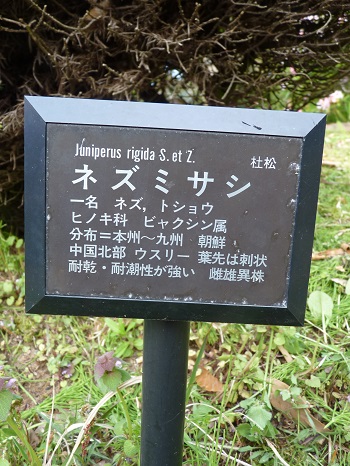 Juniperus rigida S. et Z.
杜松
ネズミサシ
一名 ネズ, トショウ
ヒノキ科 ビャクシン属
分布＝本州～九州 朝鮮
中国北部 ウスリー 葉先は刺状
耐乾・耐潮性が強い 雌雄異株